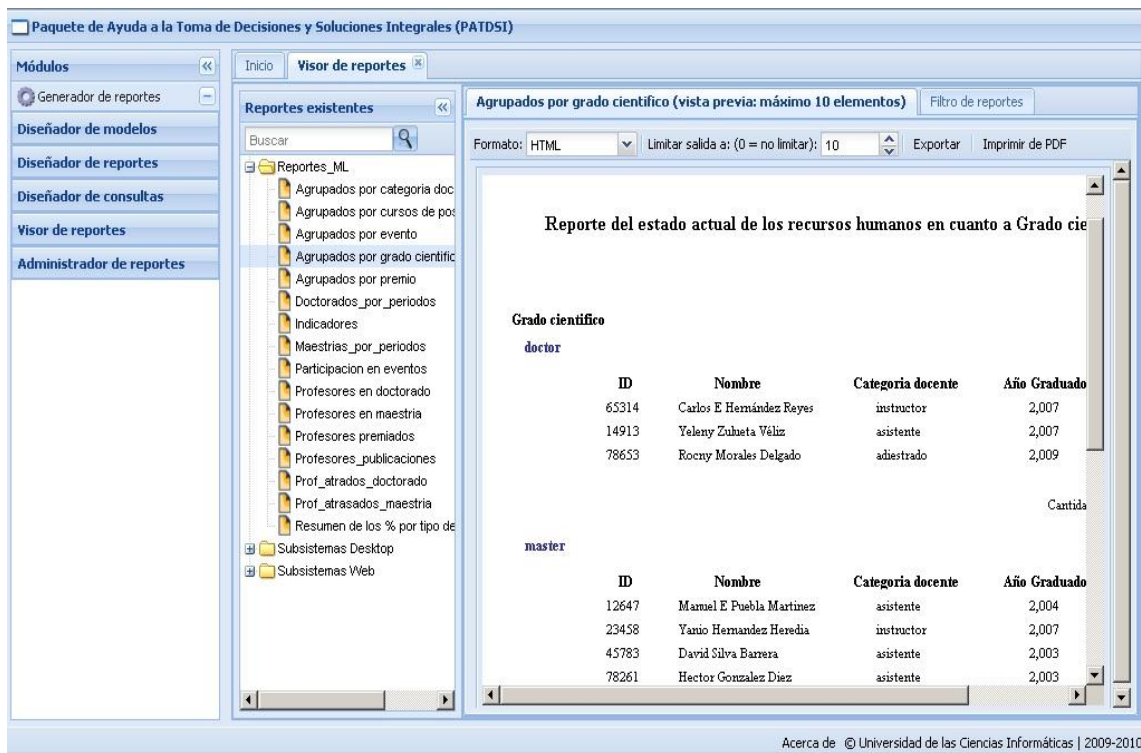 Paquete de Ayuda a la Toma de Decisiones y Soluciones Integrales (PATDSI)
Módulos
Generador de reportes
Diseñador de modelos
Diseñador de reportes
Diseñador de consultas
Visor de reportes
Administrador de reportes
Inicio
Visor de reportes
Reportes existentes
Buscar
Reportes_ML
Agrupados por categoria doc
Agrupados por cursos de pos
Agrupados por evento
Agrupados por grado cientific
Agrupados por premio
Doctorados_por_periodos
Indicadores
Maestrias_por_periodos
Participacion en eventos
Profesores en doctorado
Profesores en maestria
Profesores premiados
Profesores_publicaciones
Prof_atrados_doctorado
Prof_atrasados_maestria
Resumen de los % por tipo de
Subsistemas Desktop
Subsistemas Web
Agrupados por grado cientifico (vista previa: máximo 10 elementos)
Filtro de reportes
Formato: HTML Limitar salida a: (0 = no limitar): 10 Exportar Imprimir de PDF
Reporte del estado actual de los recursos humanos en cuanto a Grado cie
Grado cientifico
doctor
ID Nombre Categoria docente Año Graduado
65314 Carlos E Hernández Reyes instructor 2,007
14913 Yeleny Zulueta Véliz asistente 2,007
78653 Rocny Morales Delgado adiestrado 2,009
Cantida
master
ID Nombre Categoria docente Año Graduado
12647 Manuel E Puebla Martinez asistente 2,004
23458 Yanio Hernandez Heredia instructor 2,007
45783 David Silva Barrera asistente 2,003
78261 Hector Gonzalez Diez asistente 2,003
Acerca de © Universidad de las Ciencias Informáticas | 2009-2010